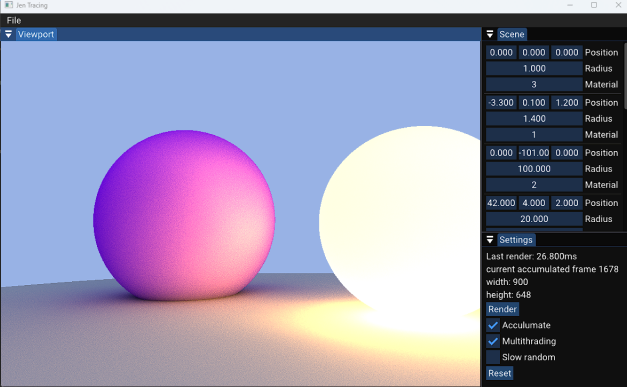 Jen Tracing
File
Viewport
Scene
0.000 0.000 0.000 Position
1.000 Radius
3 Material
-3.300 0.100 1.200 Position
1.400 Radius
1 Material
0.000 -101.00 0.000 Position
100.000 Radius
2 Material
42.000 4.000 2.000 Position
20.000 Radius
Settings
Last render: 26.800ms
current accumulated frame 1678
width: 900
height: 648
Render
Acculumate
Multithrading
Slow random
Reset